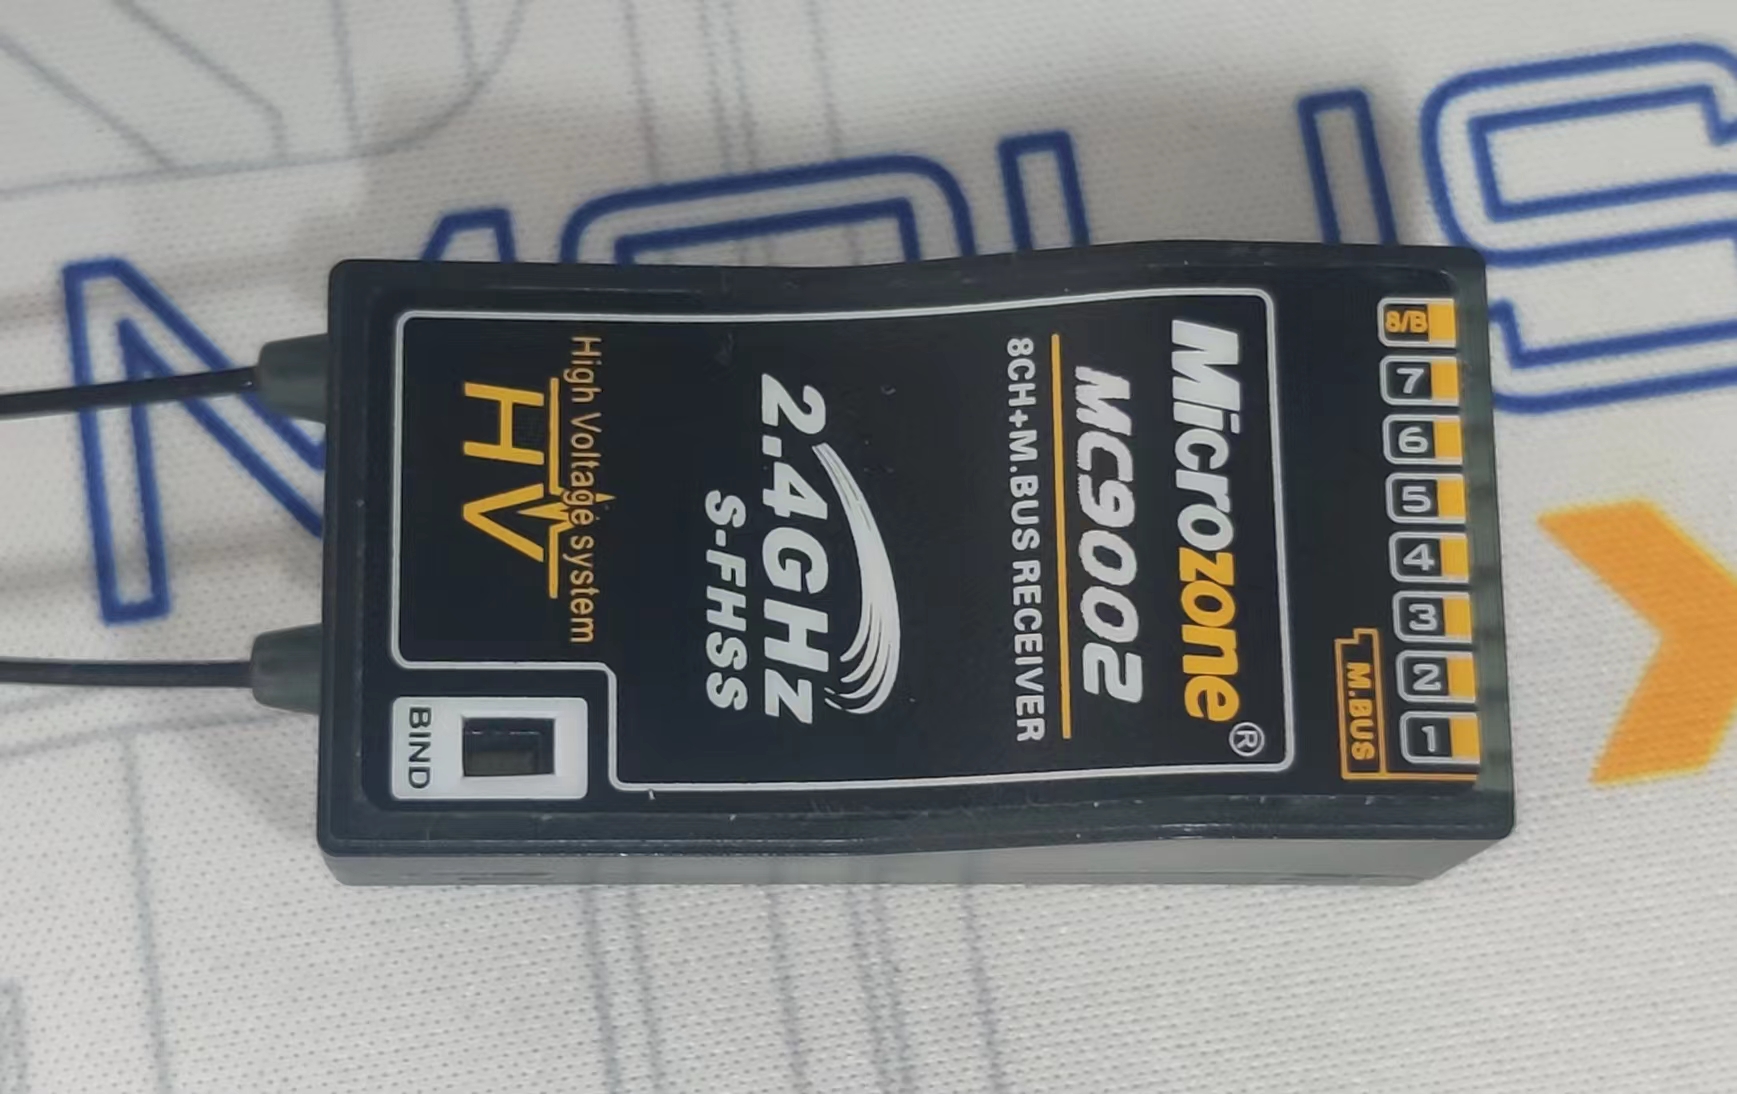 8/B
7
6
5
4
3
2
1
M.BUS
Microzone®
MC9002
8CH+M.BUS RECEIVER
2.4GHz
S-FHSS
High Voltage system
HV
BIND